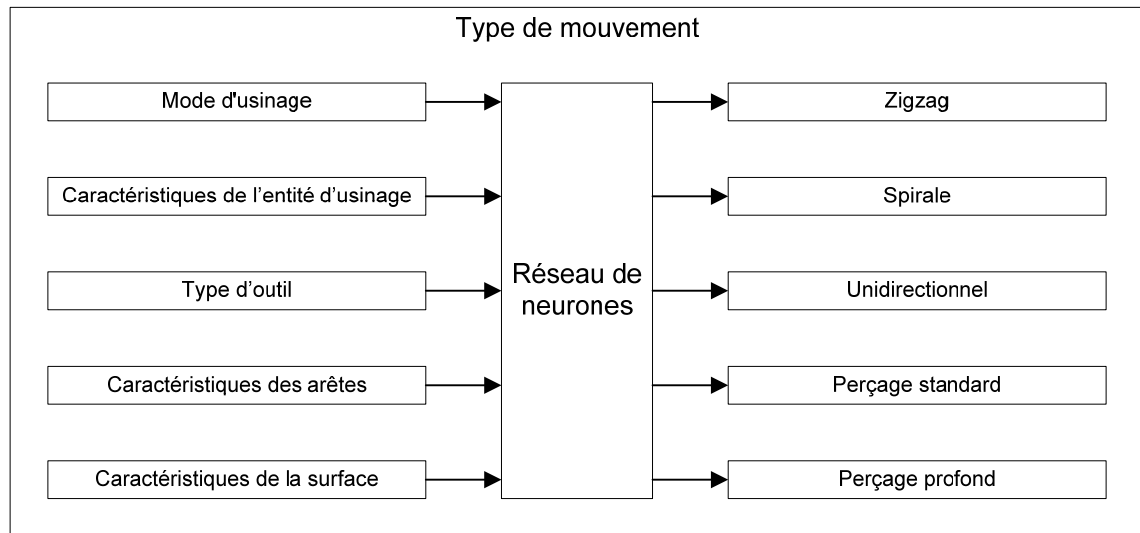 Type de mouvement
Mode d'usinage
Zigzag
Caractéristiques de l’entité d’usinage
Spirale
Type d’outil
Réseau de
neurones
Unidirectionnel
Caractéristiques des arêtes
Perçage standard
Caractéristiques de la surface
Perçage profond